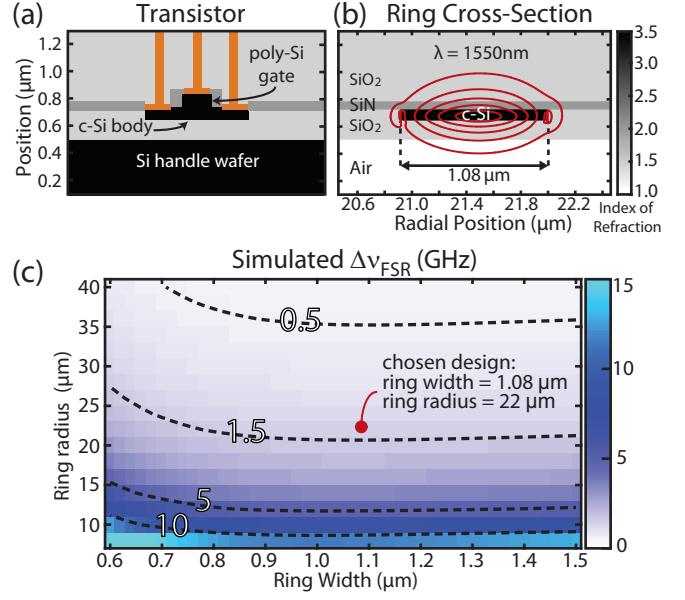 (a)
Transistor
Position (µm)
1.2
1.0
0.8
0.6
0.4
0.2
poly-Si
gate
c-Si body
Si handle wafer
(b)
Ring Cross-Section
λ = 1550nm
SiO2
SiN
SiO2
Air
c-Si
1.08 µm
20.6
21.0
21.4
21.8
22.2
Radial Position (µm)
3.5
3.0
2.5
2.0
1.5
1.0
Index of
Refraction
(c)
Simulated ΔνFSR (GHz)
Ring radius (µm)
40
35
30
25
20
15
10
0.5
1.5
5
10
chosen design:
ring width = 1.08 µm
ring radius = 22 µm
0.6 0.7 0.8 0.9 1.0 1.1 1.2 1.3 1.4 1.5
Ring Width (µm)
15
10
5
0